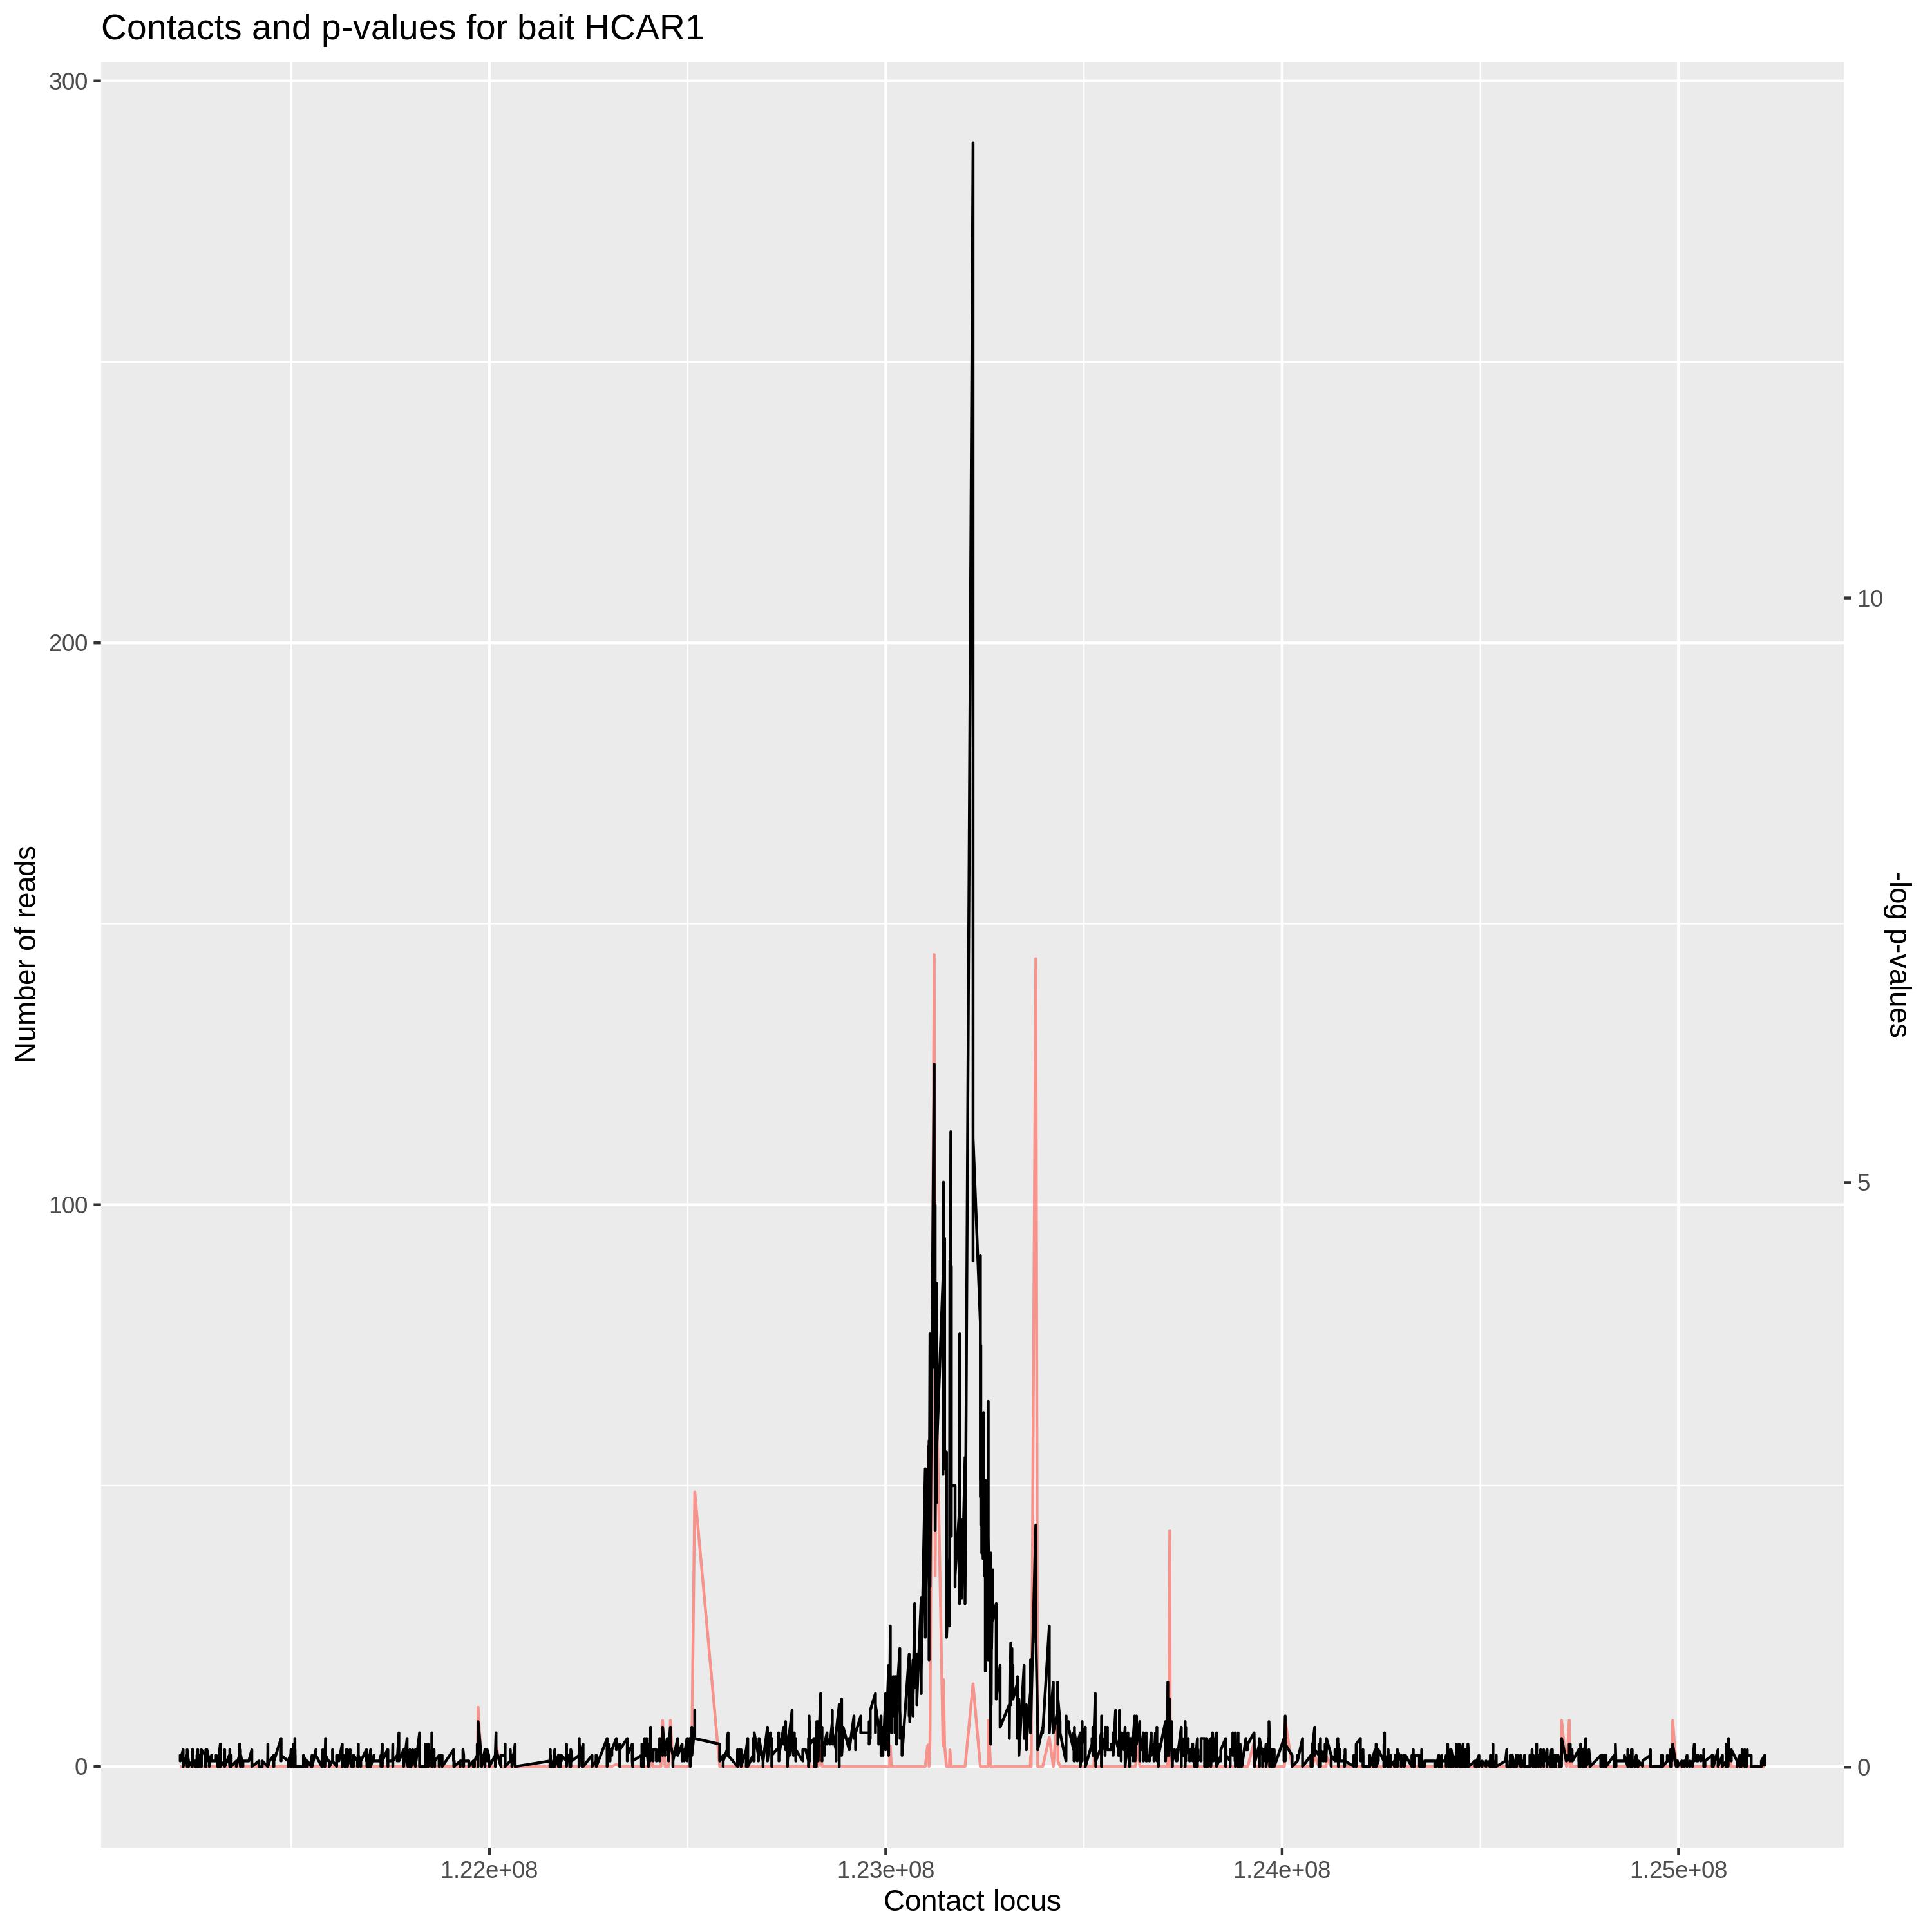 Contacts and p-values for bait HCAR1
300
200
100
0
Number of reads
10
5
0
-log p-values
1.22e+08
1.23e+08
1.24e+08
1.25e+08
Contact locus